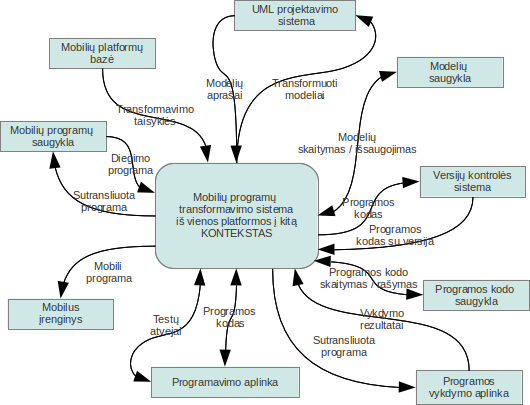 UML projektavimo
sistema
Mobilių platformų
bazė
Modelių
aprašai
Transformuoti
modeliai
Modelių
saugykla
Transformavimo
taisyklės
Mobilių programų
saugykla
Diegimo
programa
Modelių
skaitymas / išsaugojimas
Versijų kontrolės
sistema
Sutransliuota
programa
Mobilių programų
transformavimo sistema
iš vienos platformos į kitą
KONTEKSTAS
Programos
kodas
Programos
kodas su versija
Mobili
programa
Programos kodo
skaitymas / rašymas
Programos kodo
saugykla
Mobilus
įrenginys
Testų
atvejai
Programos
kodas
Vykdymo
rezultatai
Sutransliuota
programa
Programavimo aplinka
Programos
vykdymo aplinka